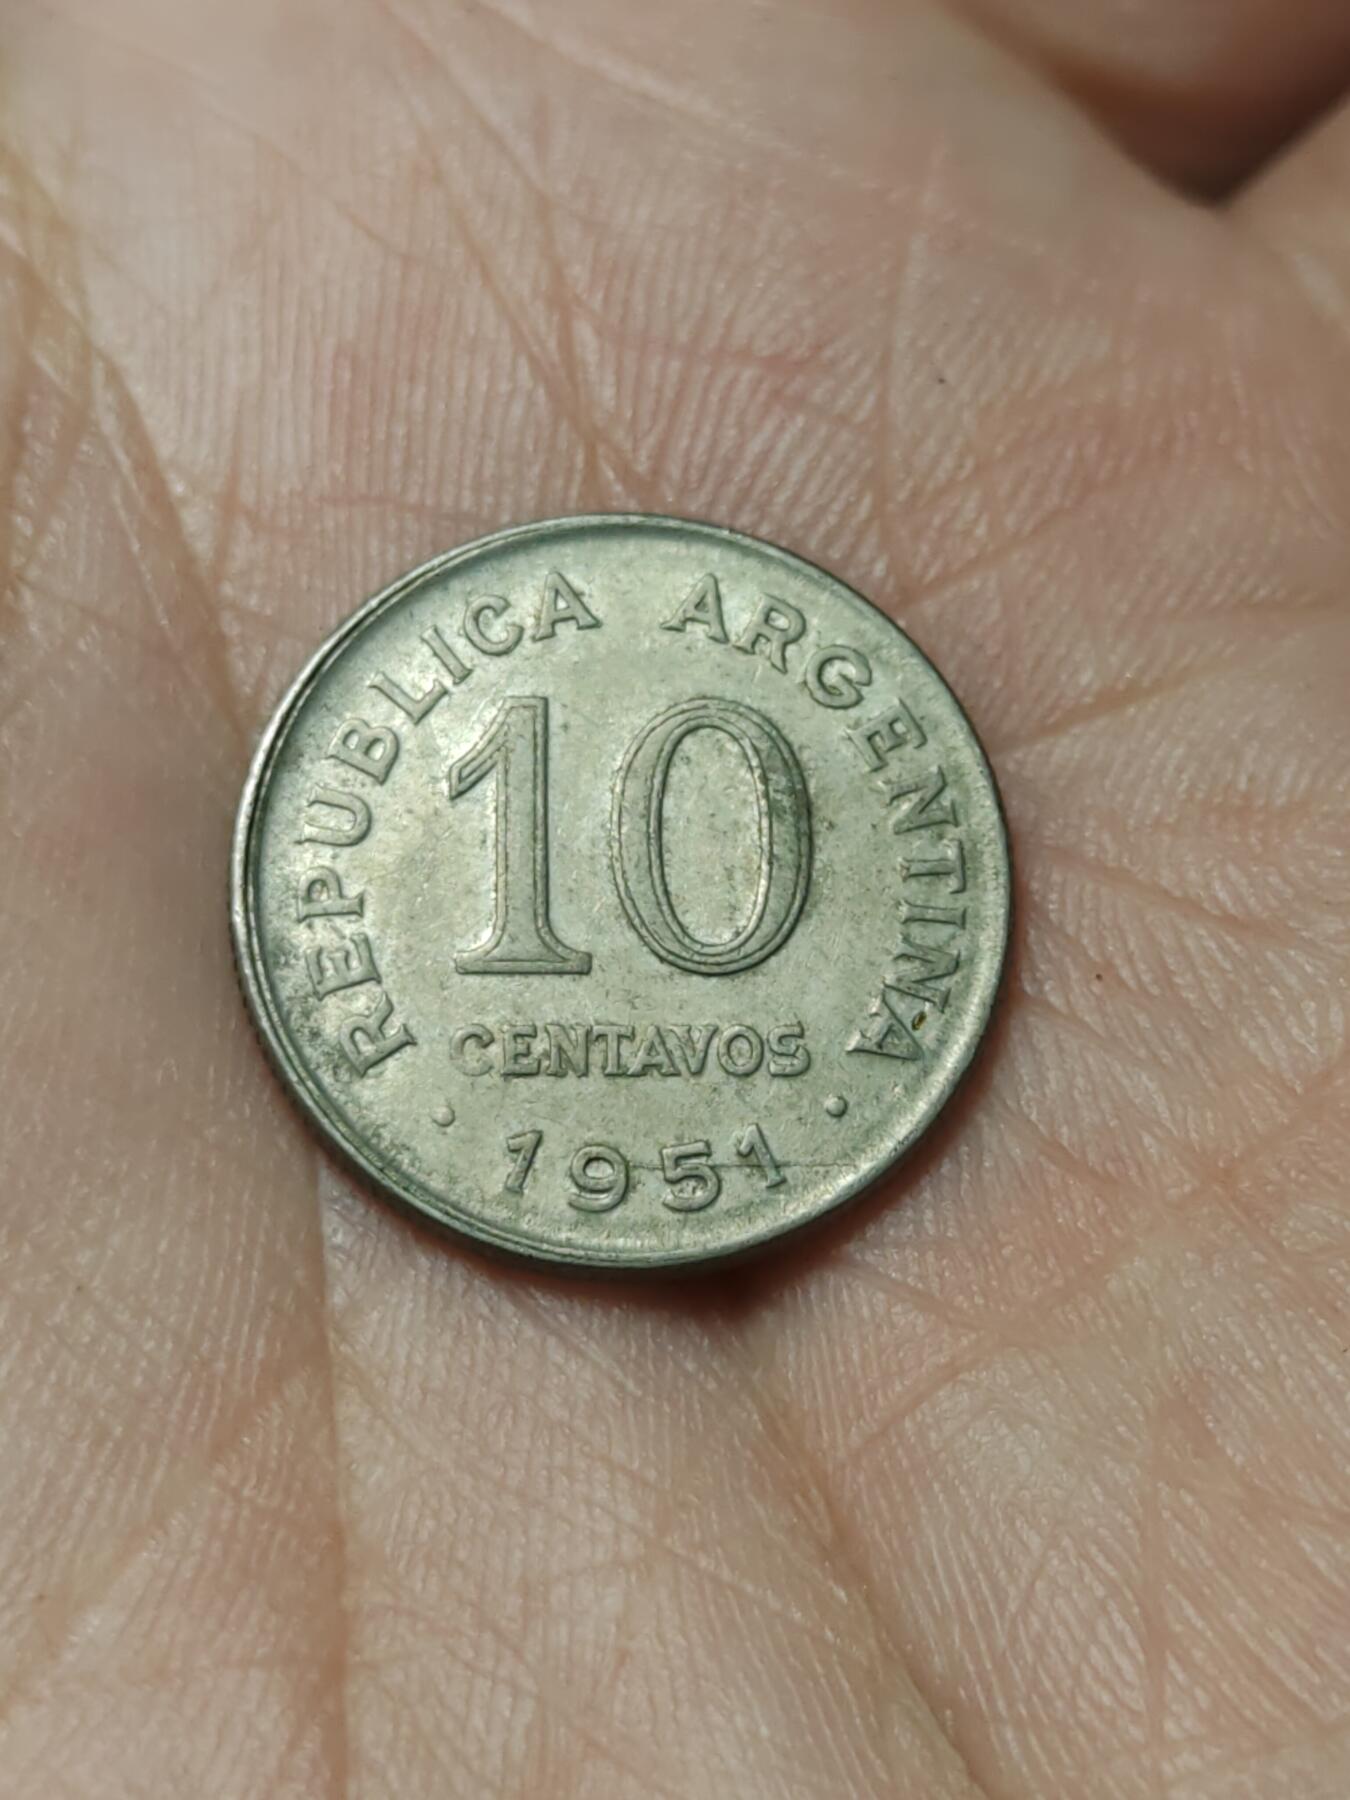 REPUBLICA ARGENTINA
10
CENTAVOS
• 1951 •